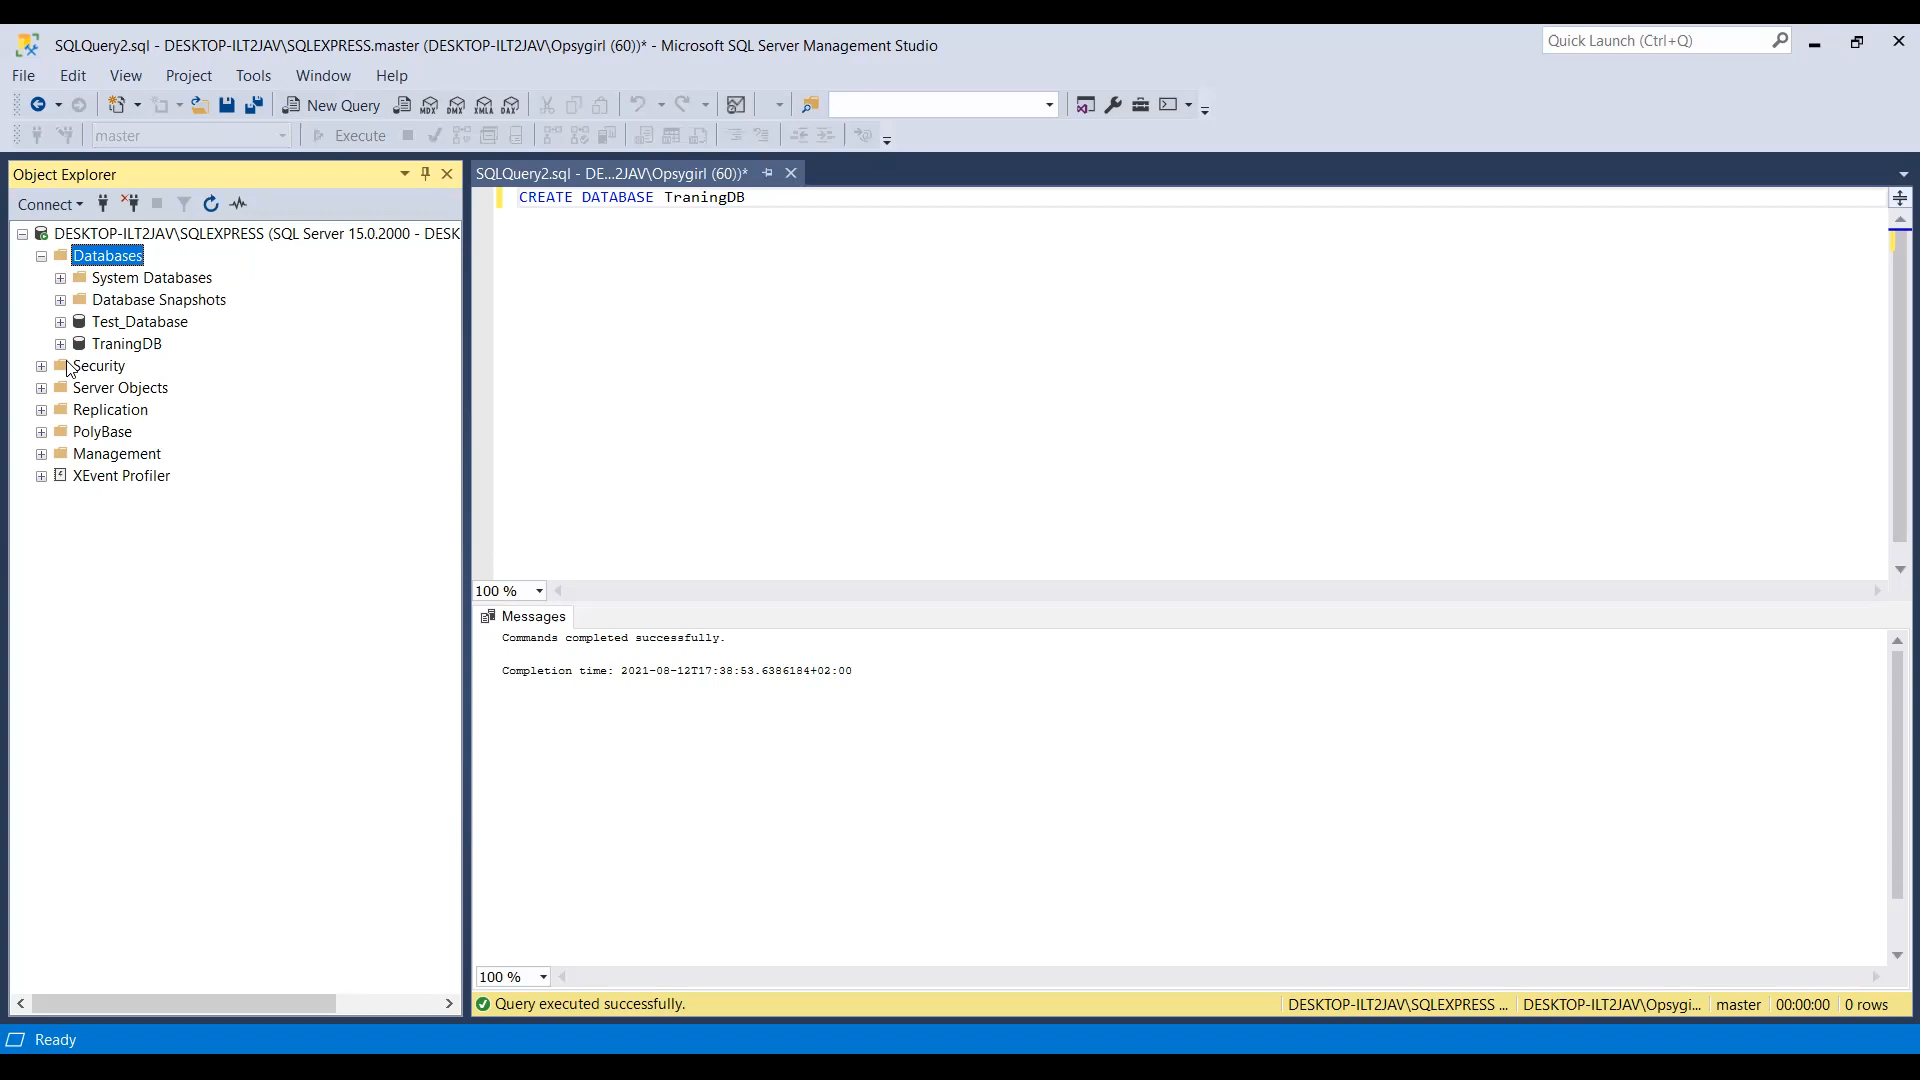 SQLQuery2.sql - DESKTOP-ILT2JAV\SQLEXPRESS.master (DESKTOP-ILT2JAV\Opsygirl (60))* - Microsoft SQL Server Management Studio
Quick Launch (Ctrl+Q)
File Edit View Project Tools Window Help
New Query
MDX DMX XMLA DAX
master Execute
Object Explorer
Connect
DESKTOP-ILT2JAV\SQLEXPRESS (SQL Server 15.0.2000 - DESK
Databases
System Databases
Database Snapshots
Test_Database
TraningDB
Security
Server Objects
Replication
PolyBase
Management
XEvent Profiler
SQLQuery2.sql - DE...2JAV\Opsygirl (60))*
CREATE DATABASE TraningDB
100 %
Messages
Commands completed successfully.
Completion time: 2021-08-12T17:38:53.6386184+02:00
100 %
Query executed successfully. DESKTOP-ILT2JAV\SQLEXPRESS ... DESKTOP-ILT2JAV\Opsygi... master 00:00:00 0 rows
Ready